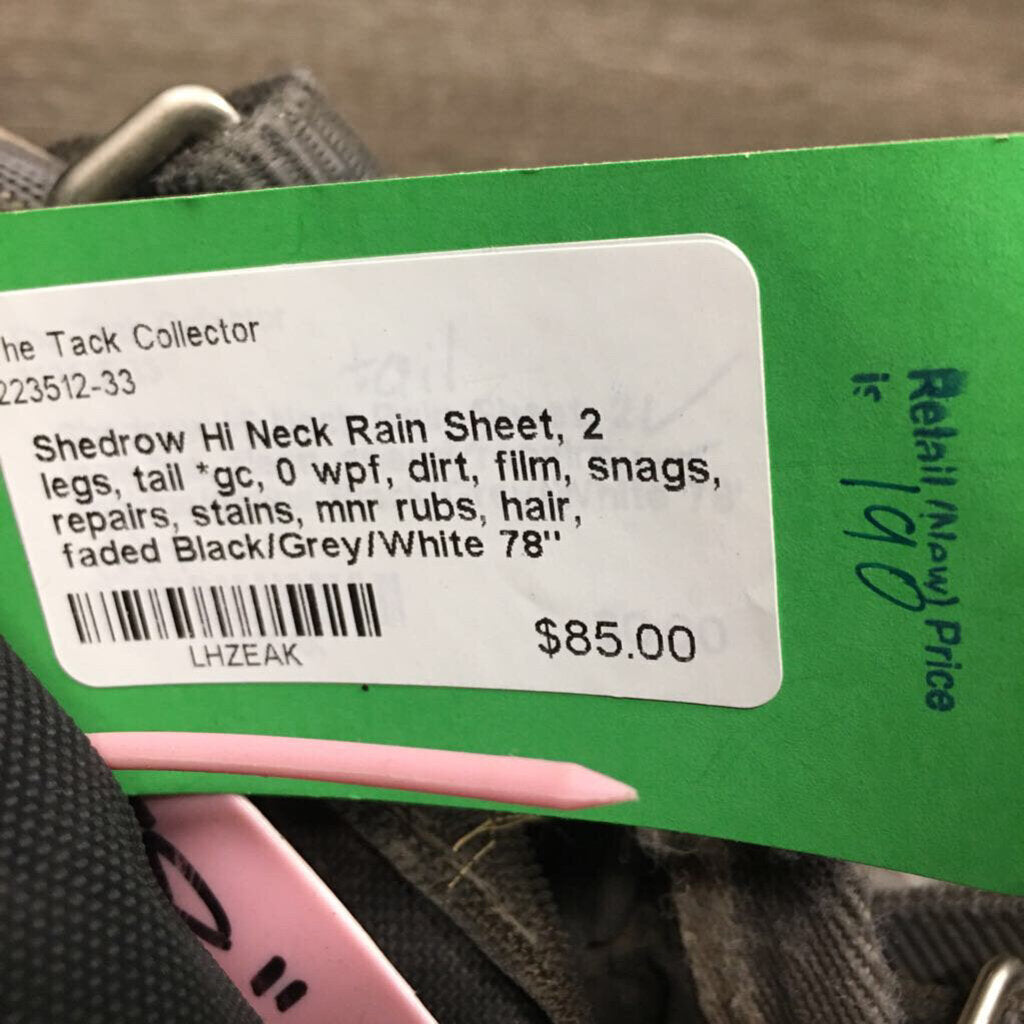 he Tack Collector
223512-33
Shedrow Hi Neck Rain Sheet, 2
legs, tail *gc, 0 wpf, dirt, film, snags,
repairs, stains, mnr rubs, hair,
faded Black/Grey/White 78"
LHZEAK
$85.00
Retail (New) Price
is 190
"